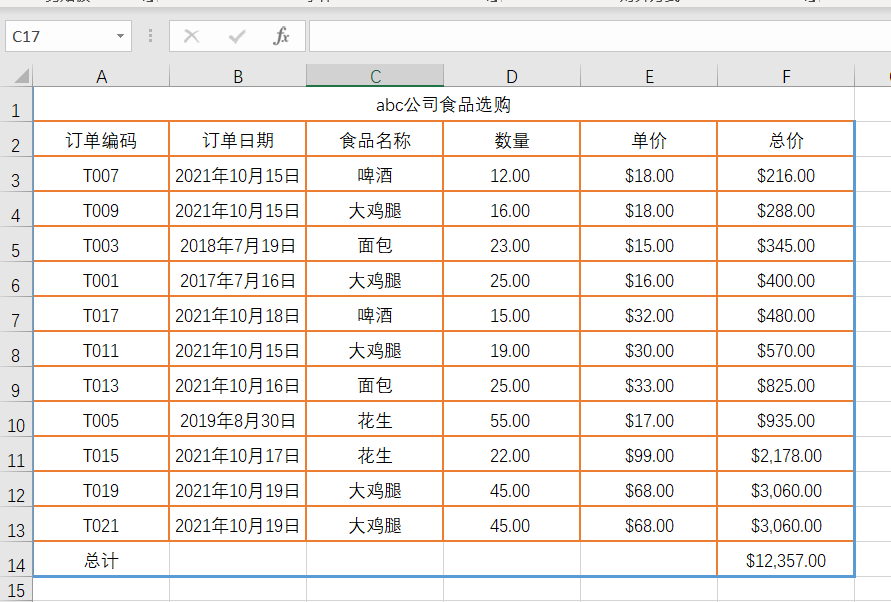 C17
fx
A B C D E F
1 abc公司食品选购
2 订单编码 订单日期 食品名称 数量 单价 总价
3 T007 2021年10月15日 啤酒 12.00 $18.00 $216.00
4 T009 2021年10月15日 大鸡腿 16.00 $18.00 $288.00
5 T003 2018年7月19日 面包 23.00 $15.00 $345.00
6 T001 2017年7月16日 大鸡腿 25.00 $16.00 $400.00
7 T017 2021年10月18日 啤酒 15.00 $32.00 $480.00
8 T011 2021年10月15日 大鸡腿 19.00 $30.00 $570.00
9 T013 2021年10月16日 面包 25.00 $33.00 $825.00
10 T005 2019年8月30日 花生 55.00 $17.00 $935.00
11 T015 2021年10月17日 花生 22.00 $99.00 $2,178.00
12 T019 2021年10月19日 大鸡腿 45.00 $68.00 $3,060.00
13 T021 2021年10月19日 大鸡腿 45.00 $68.00 $3,060.00
14 总计 $12,357.00
15